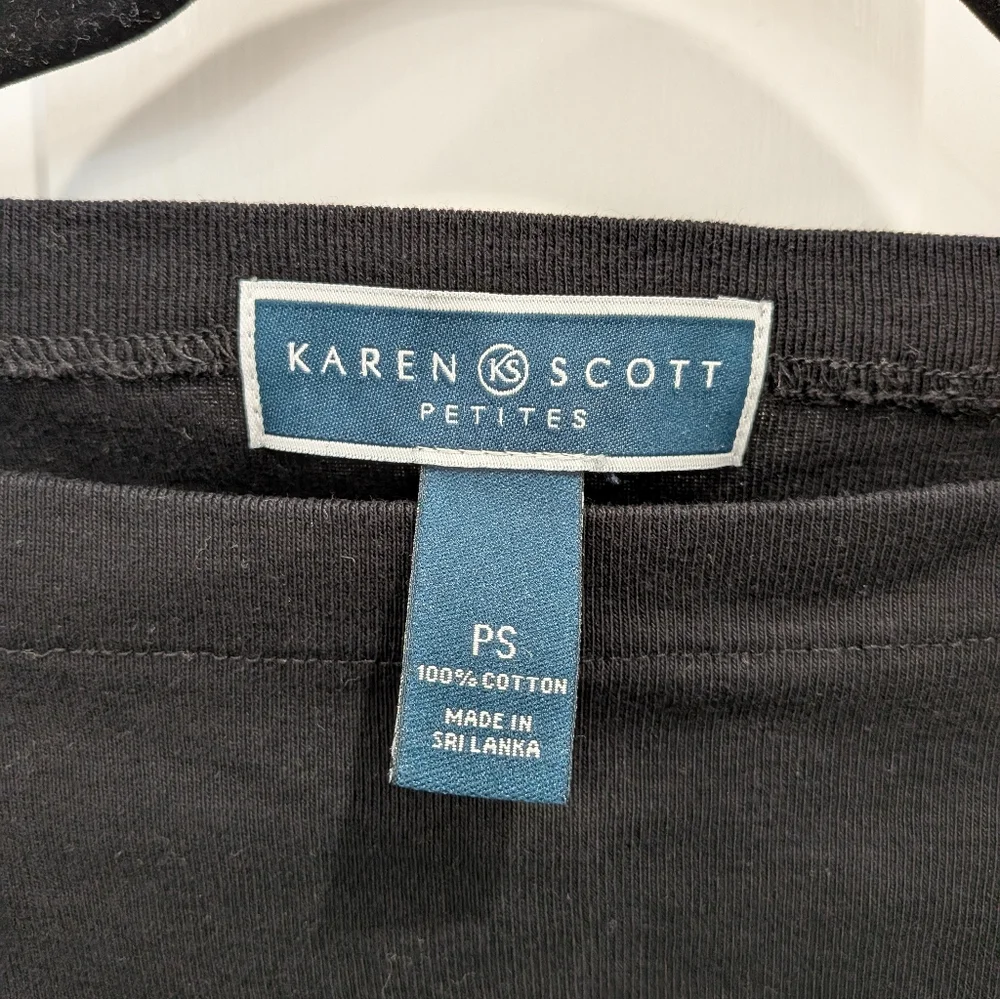 KAREN KS SCOTT
PETITES
PS
100% COTTON
MADE IN
SRI LANKA